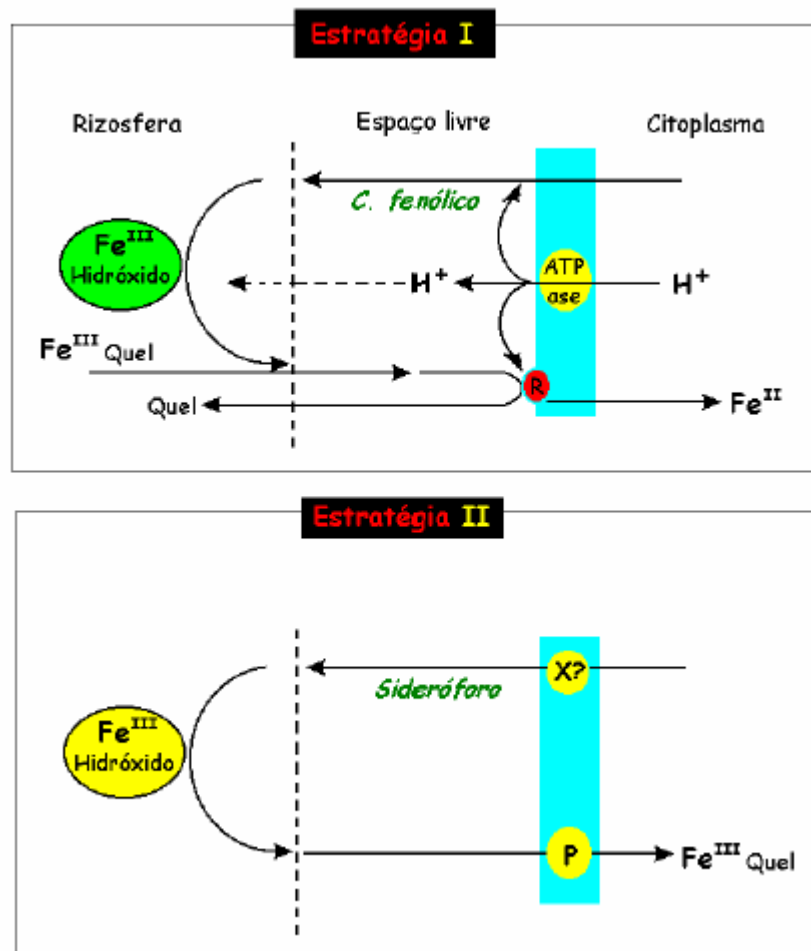 Estratégia I
Rizosfera
Espaço livre
Citoplasma
C. fenólico
Fe^III
Hidróxido
H⁺
ATP
ase
H⁺
Fe^III Quel
R
Quel
Fe^II
Estratégia II
Sideróforo
X?
Fe^III
Hidróxido
P
Fe^III Quel